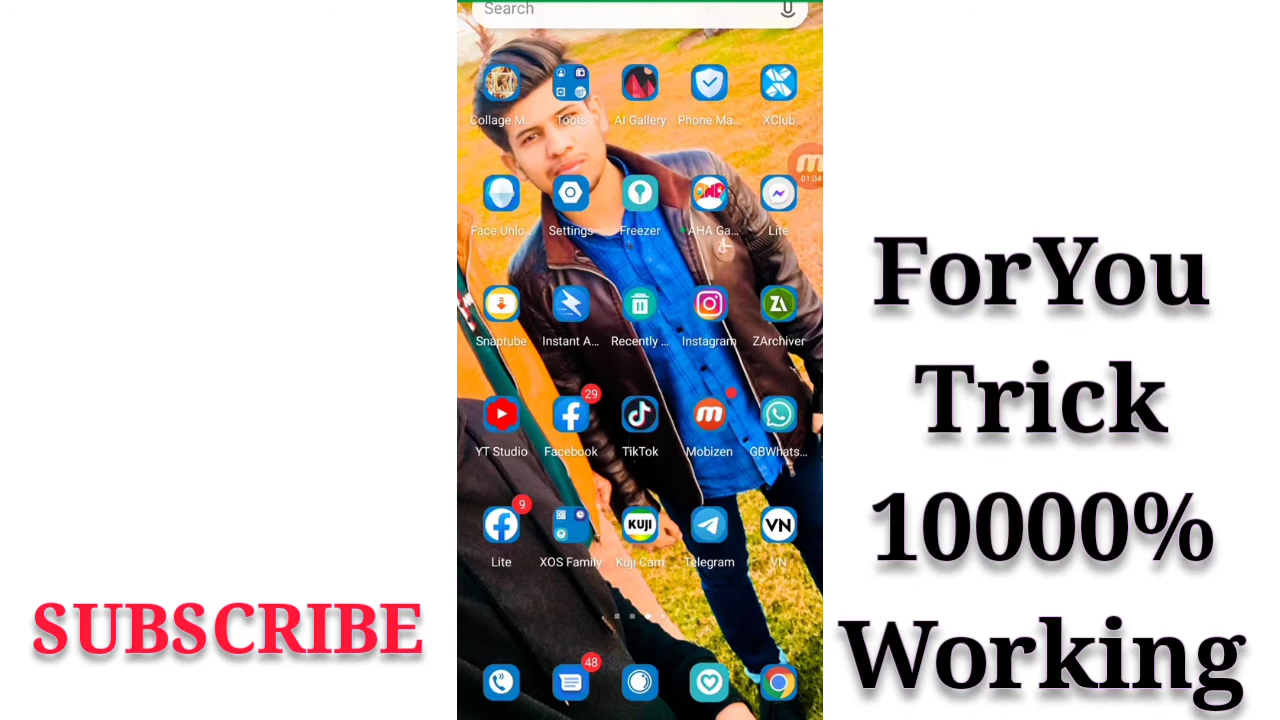 Search
Collage M...
Tools
AI Gallery
Phone Ma...
XClub
01:04
Face Unlo...
Settings
Freezer
AHA Ga...
Lite
Snaptube
Instant A...
Recently ...
Instagram
ZArchiver
29
YT Studio
Facebook
TikTok
Mobizen
GBWhats...
9
KUJI
VN
Lite
XOS Family
Kuji Cam
Telegram
VN
48
SUBSCRIBE
ForYou
Trick
10000%
Working